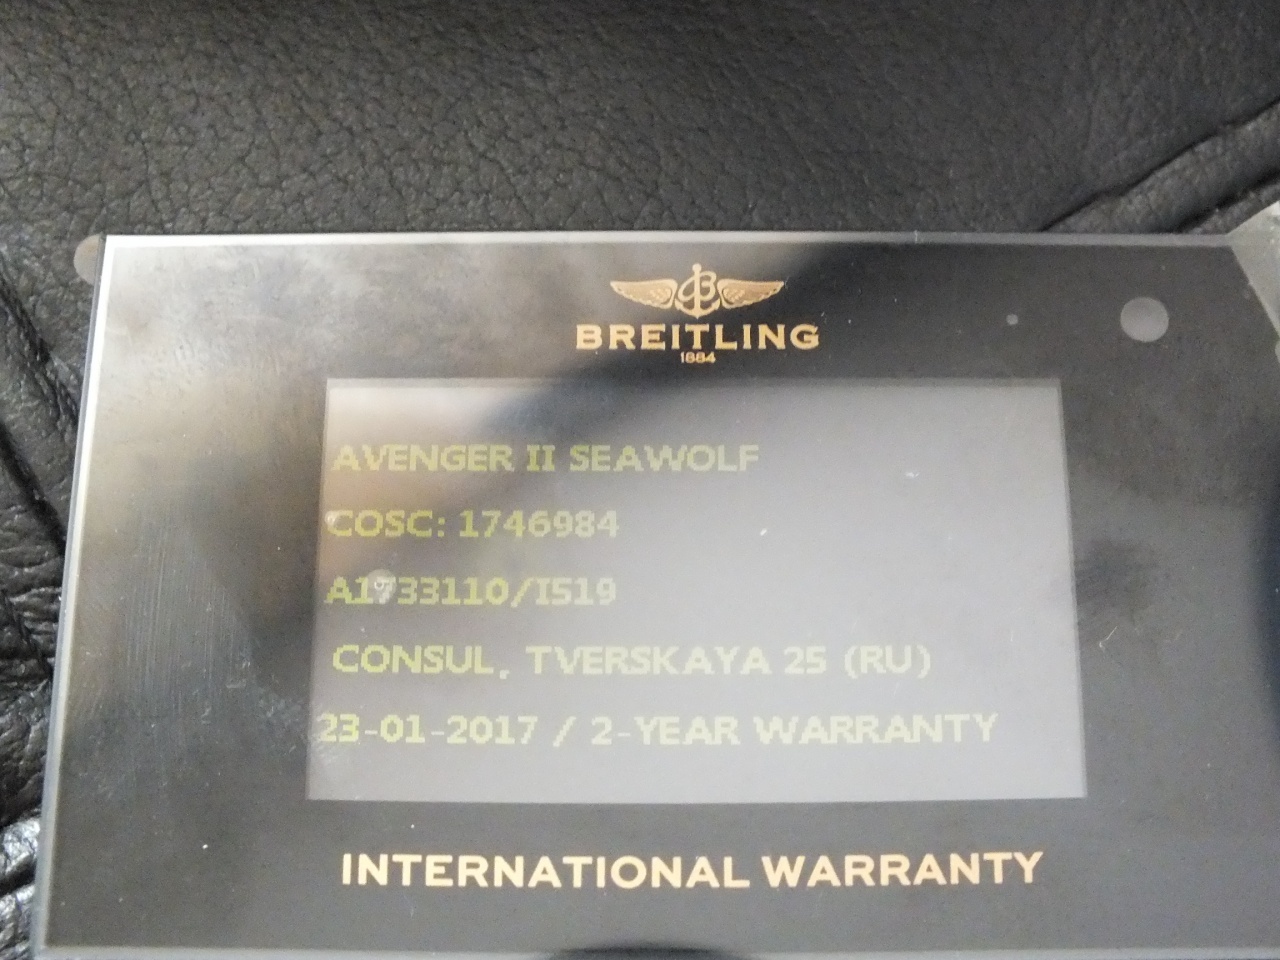 BREITLING
1884
AVENGER II SEAWOLF
COSC: 1746984
A1733110/I519
CONSUL, TVERSKAYA 25 (RU)
23-01-2017 / 2-YEAR WARRANTY
INTERNATIONAL WARRANTY